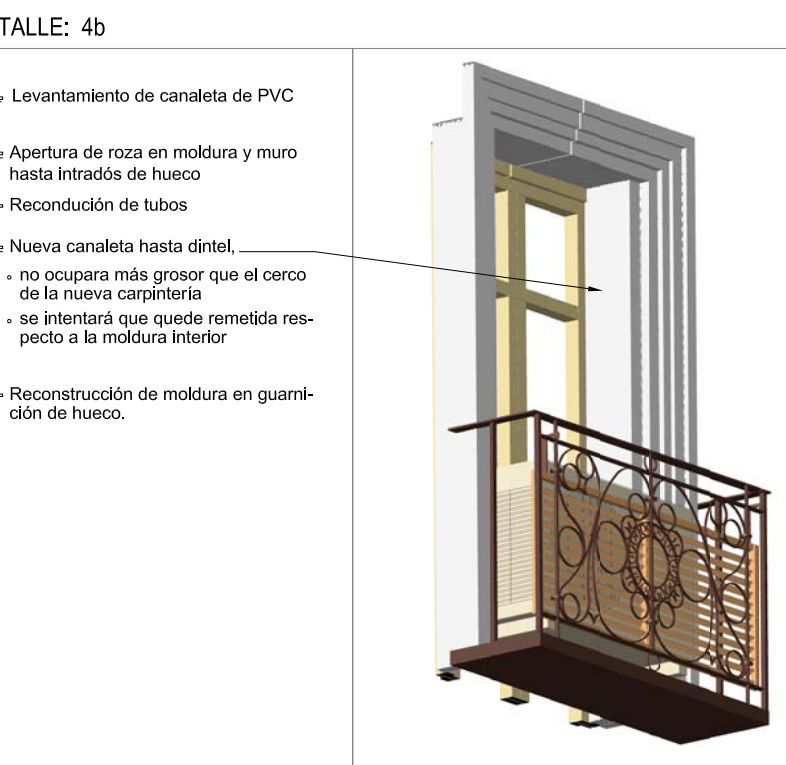 TALLE: 4b
Levantamiento de canaleta de PVC
Apertura de roza en moldura y muro
hasta intradós de hueco
Recondución de tubos
Nueva canaleta hasta dintel,
no ocupara más grosor que el cerco
de la nueva carpintería
se intentará que quede remetida res-
pecto a la moldura interior
Reconstrucción de moldura en guarni-
ción de hueco.